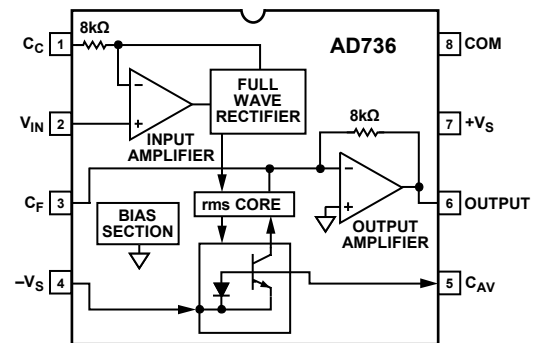 8kΩ
CC 1
AD736
8 COM
FULL
WAVE
RECTIFIER
8kΩ
VIN 2
INPUT
AMPLIFIER
7 +VS
CF 3
rms CORE
6 OUTPUT
OUTPUT
AMPLIFIER
BIAS
SECTION
–VS 4
5 CAV